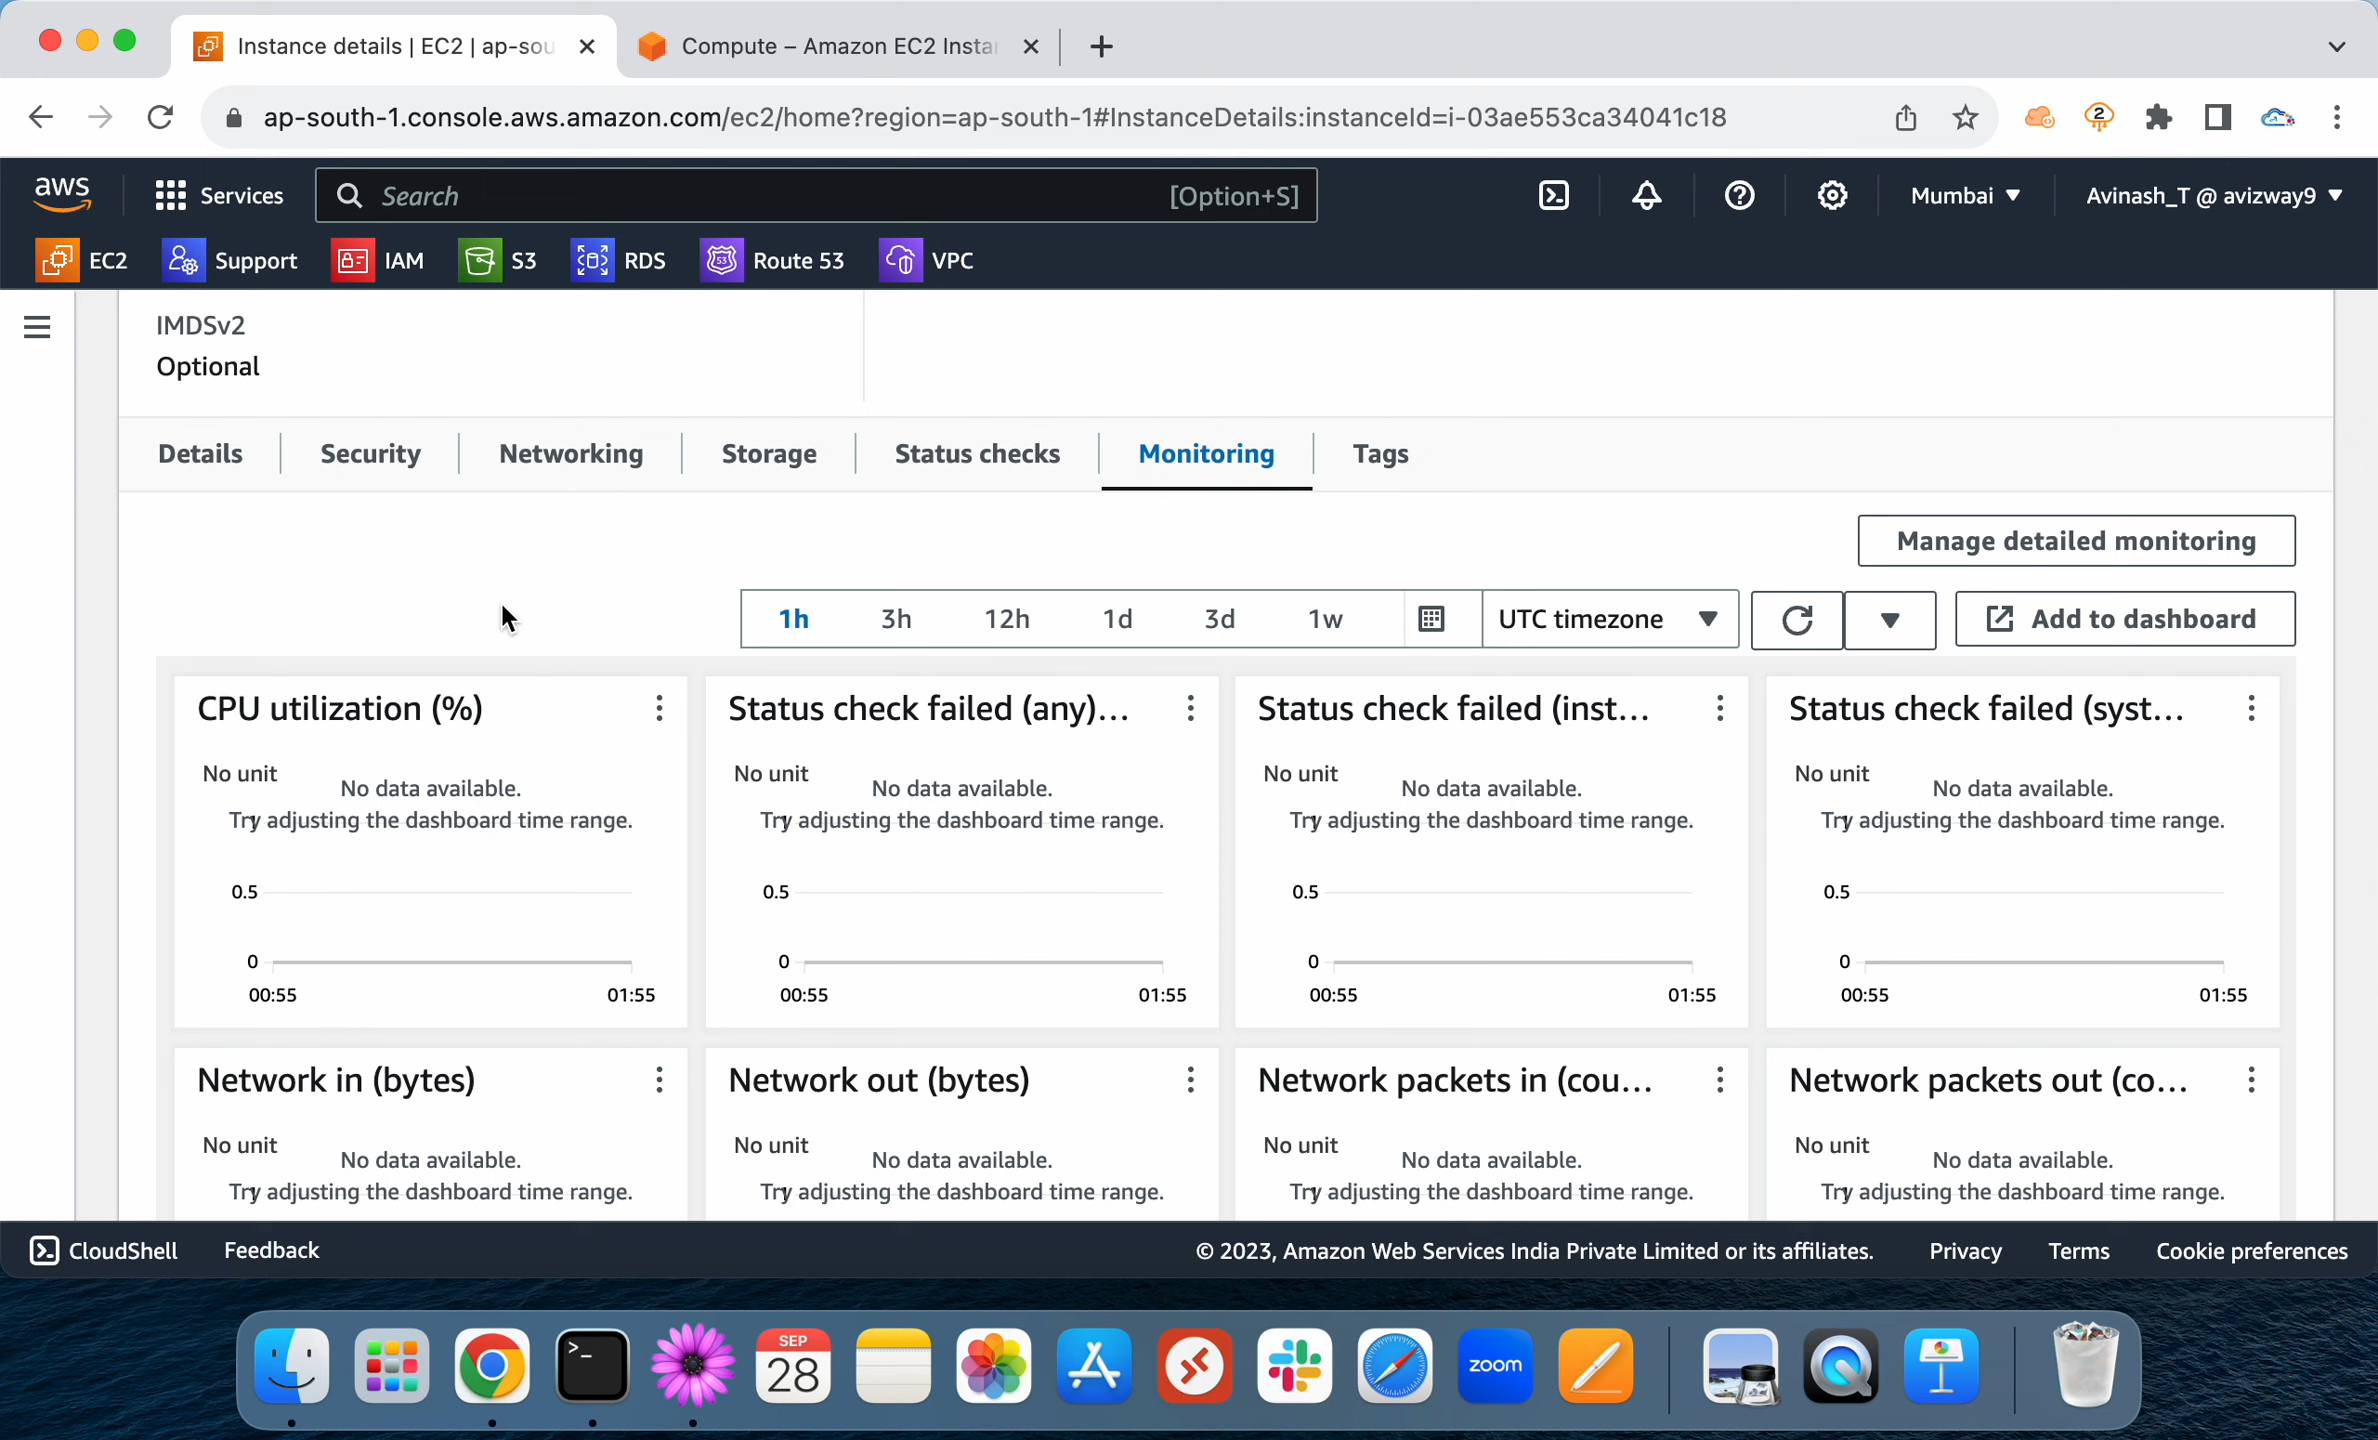 Instance details | EC2 | ap-sou
Compute – Amazon EC2 Instan
ap-south-1.console.aws.amazon.com/ec2/home?region=ap-south-1#InstanceDetails:instanceId=i-03ae553ca34041c18
2
aws
Services
Search
[Option+S]
Mumbai
Avinash_T @ avizway9
EC2
Support
IAM
S3
RDS
53
Route 53
VPC
IMDSv2
Optional
Details
Security
Networking
Storage
Status checks
Monitoring
Tags
Manage detailed monitoring
1h
3h
12h
1d
3d
1w
UTC timezone
Add to dashboard
CPU utilization (%)
No unit
No data available.
Try adjusting the dashboard time range.
1
0.5
0
00:55
01:55
Status check failed (any)...
No unit
No data available.
Try adjusting the dashboard time range.
1
0.5
0
00:55
01:55
Status check failed (inst...
No unit
No data available.
Try adjusting the dashboard time range.
1
0.5
0
00:55
01:55
Status check failed (syst...
No unit
No data available.
Try adjusting the dashboard time range.
1
0.5
0
00:55
01:55
Network in (bytes)
No unit
No data available.
Try adjusting the dashboard time range.
1
Network out (bytes)
No unit
No data available.
Try adjusting the dashboard time range.
1
Network packets in (cou...
No unit
No data available.
Try adjusting the dashboard time range.
1
Network packets out (co...
No unit
No data available.
Try adjusting the dashboard time range.
1
CloudShell
Feedback
© 2023, Amazon Web Services India Private Limited or its affiliates.
Privacy
Terms
Cookie preferences
SEP
28
zoom